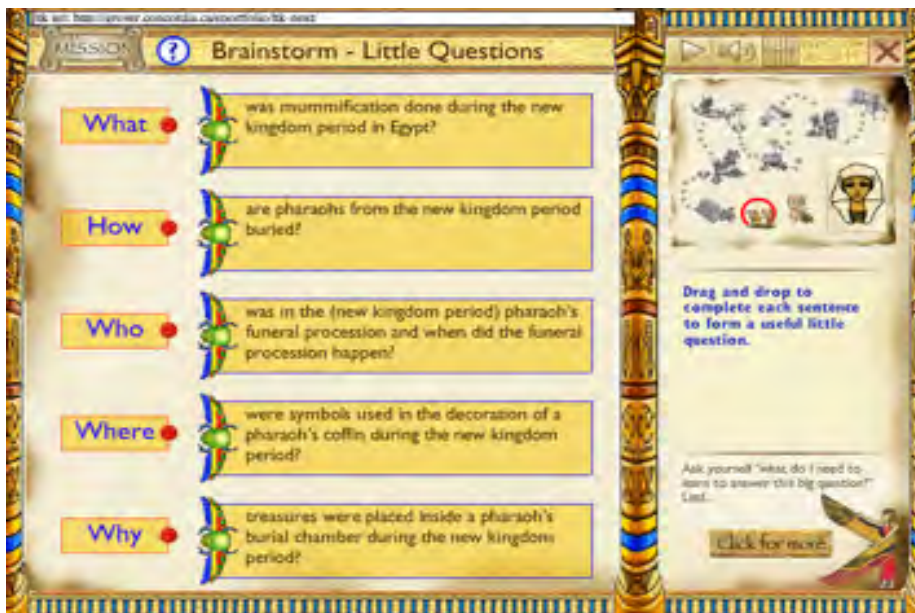 MISSION
?
Brainstorm - Little Questions
What
was mummification done during the new
kingdom period in Egypt?
How
are pharaohs from the new kingdom period
buried?
Who
was in the (new kingdom period) pharaoh's
funeral procession and when did the funeral
procession happen?
Where
were symbols used in the decoration of a
pharaoh's coffin during the new kingdom
period?
Why
treasures were placed inside a pharaoh's
burial chamber during the new kingdom
period?
Drag and drop to
complete each sentence
to form a useful little
question.
Ask yourself "what do I need to
learn to answer this big question?"
Click for more